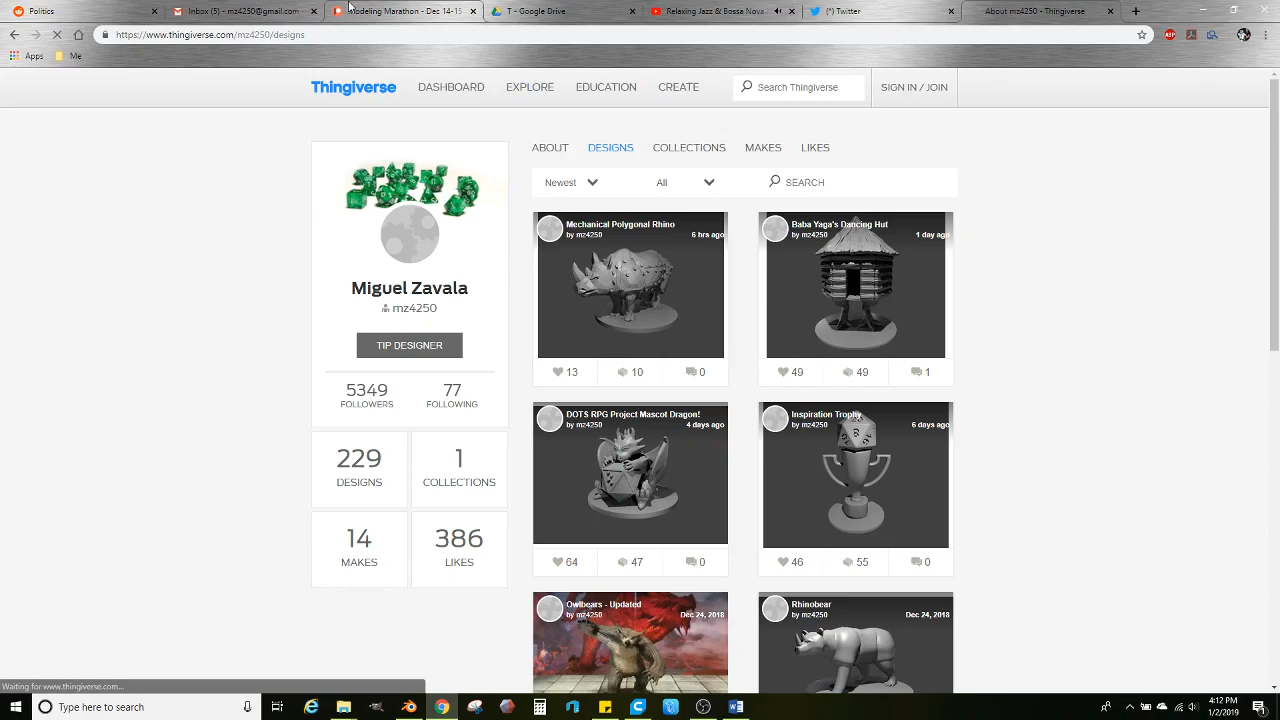 Politics
Inbox (5) - mz4250@gmail.com
Modeling Marathon - Dec 14-15
T - Google Drive
Relaxing Jazz & Bossa Nova
(*) Twitter
About mz4250 - Thingiverse
https://www.thingiverse.com/mz4250/designs
ABP
Apps
Me
Thingiverse
DASHBOARD
EXPLORE
EDUCATION
CREATE
Search Thingiverse
SIGN IN / JOIN
ABOUT
DESIGNS
COLLECTIONS
MAKES
LIKES
Newest
All
SEARCH
Miguel Zavala
mz4250
TIP DESIGNER
5349
FOLLOWERS
77
FOLLOWING
229
DESIGNS
1
COLLECTIONS
14
MAKES
386
LIKES
Mechanical Polygonal Rhino
by mz4250
6 hrs ago
13
10
0
Baba Yaga's Dancing Hut
by mz4250
1 day ago
49
49
1
DOTS RPG Project Mascot Dragon!
by mz4250
4 days ago
64
47
0
Inspiration Trophy
by mz4250
6 days ago
46
55
0
Owlbears - Updated
by mz4250
Dec 24, 2018
Rhinobear
by mz4250
Dec 24, 2018
Waiting for www.thingiverse.com...
Type here to search
4:12 PM
1/2/2019